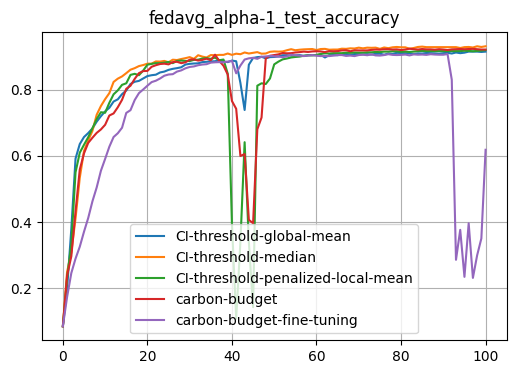 fedavg_alpha-1_test_accuracy
0.8
0.6
0.4
0.2
CI-threshold-global-mean
CI-threshold-median
CI-threshold-penalized-local-mean
carbon-budget
carbon-budget-fine-tuning
0 20 40 60 80 100